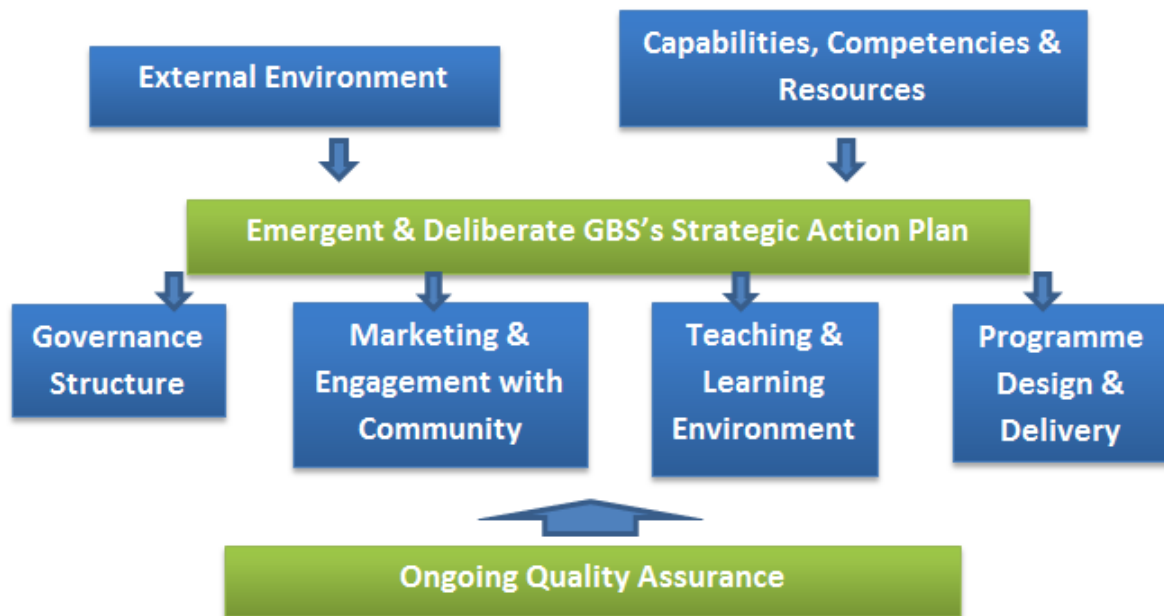 External Environment
Capabilities, Competencies &
Resources
Emergent & Deliberate GBS’s Strategic Action Plan
Governance
Structure
Marketing &
Engagement with
Community
Teaching &
Learning
Environment
Programme
Design &
Delivery
Ongoing Quality Assurance